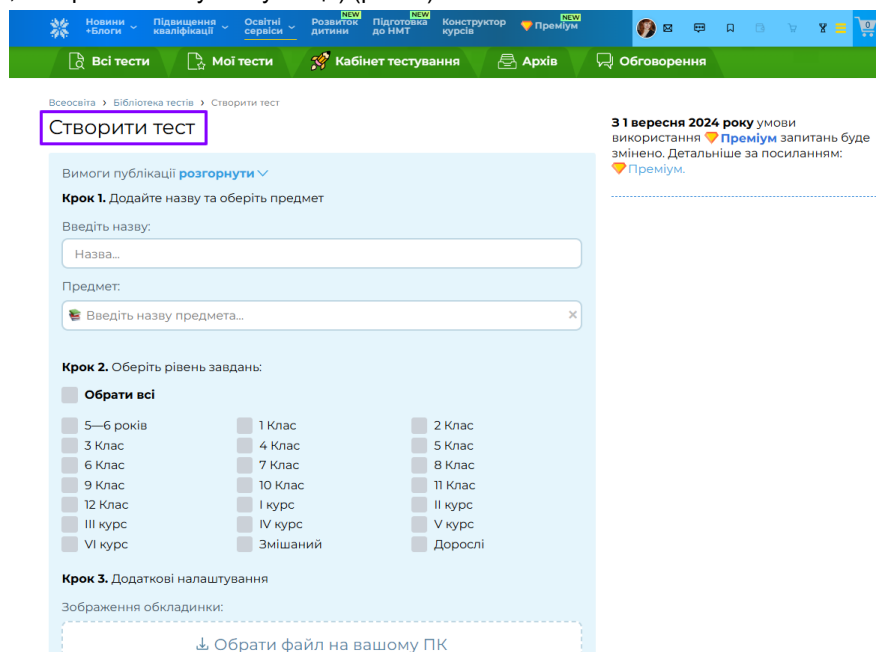 Новини +Блоги
Підвищення кваліфікації
Освітні сервіси
NEW
Розвиток дитини
NEW
Підготовка до НМТ
Конструктор курсів
NEW
Преміум
0
Всі тести
Мої тести
Кабінет тестування
Архів
Обговорення
Всеосвіта › Бібліотека тестів › Створити тест
Створити тест
З 1 вересня 2024 року умови
використання Преміум запитань буде
змінено. Детальніше за посиланням:
Преміум.
Вимоги публікації розгорнути
Крок 1. Додайте назву та оберіть предмет
Введіть назву:
Назва...
Предмет:
Введіть назву предмета... ×
Крок 2. Оберіть рівень завдань:
Обрати всі
5—6 років 1 Клас 2 Клас
3 Клас 4 Клас 5 Клас
6 Клас 7 Клас 8 Клас
9 Клас 10 Клас 11 Клас
12 Клас I курс II курс
III курс IV курс V курс
VI курс Змішаний Дорослі
Крок 3. Додаткові налаштування
Зображення обкладинки:
Обрати файл на вашому ПК